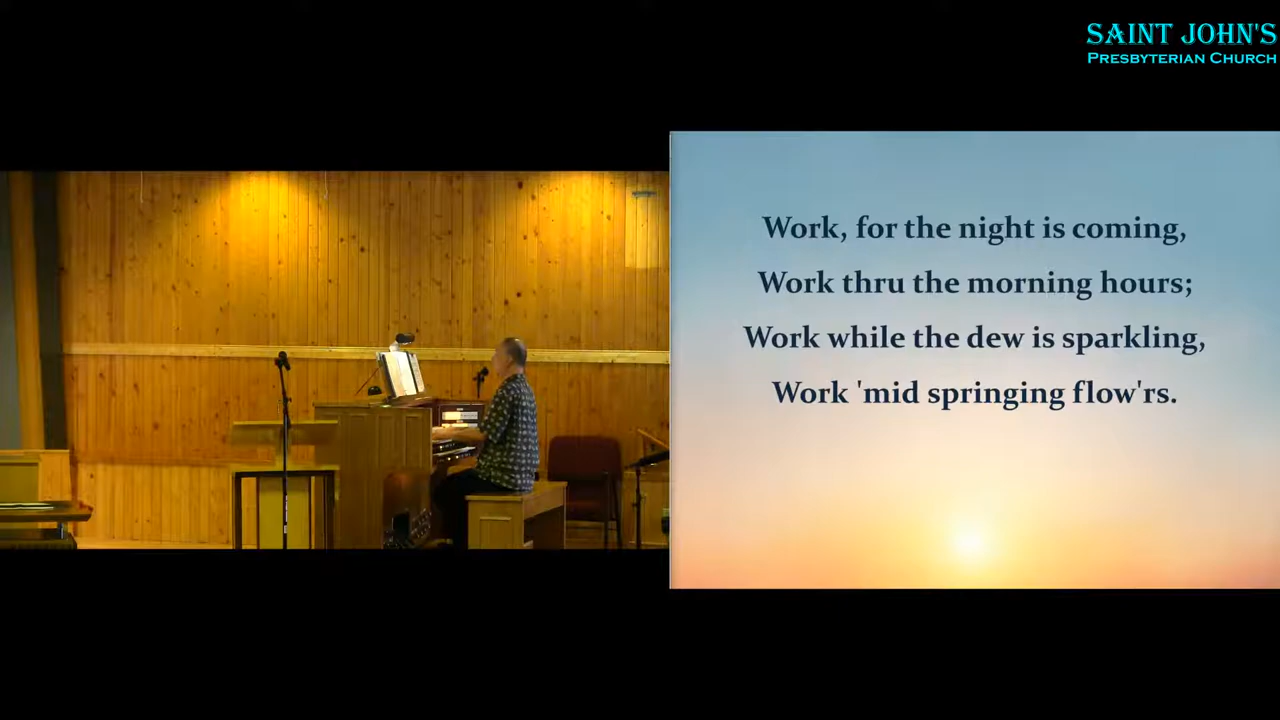 SAINT JOHN'S
PRESBYTERIAN CHURCH
Work, for the night is coming,
Work thru the morning hours;
Work while the dew is sparkling,
Work 'mid springing flow'rs.